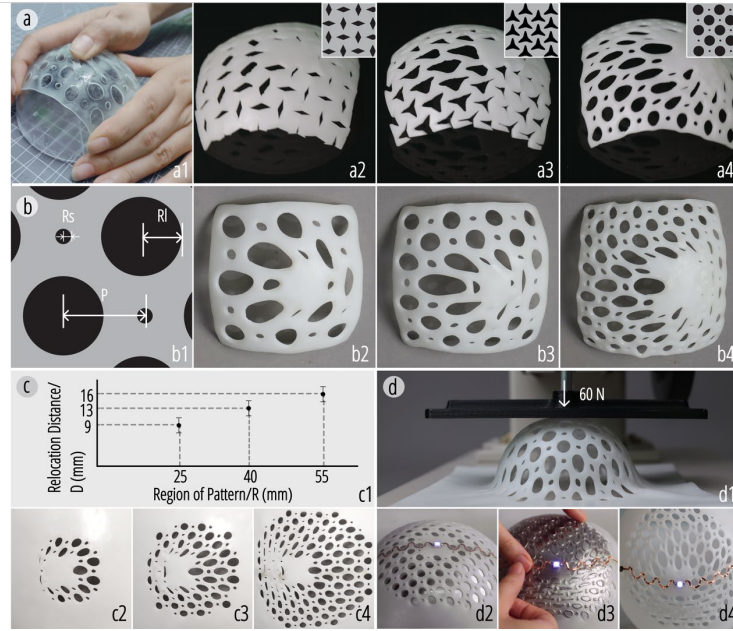 a
a1
a2
a3
a4
b
Rs
Rl
P
b1
b2
b3
b4
c
Relocation Distance/
D (mm)
16
13
9
25
40
55
Region of Pattern/R (mm)
c1
c2
c3
c4
d
60 N
d1
d2
d3
d4